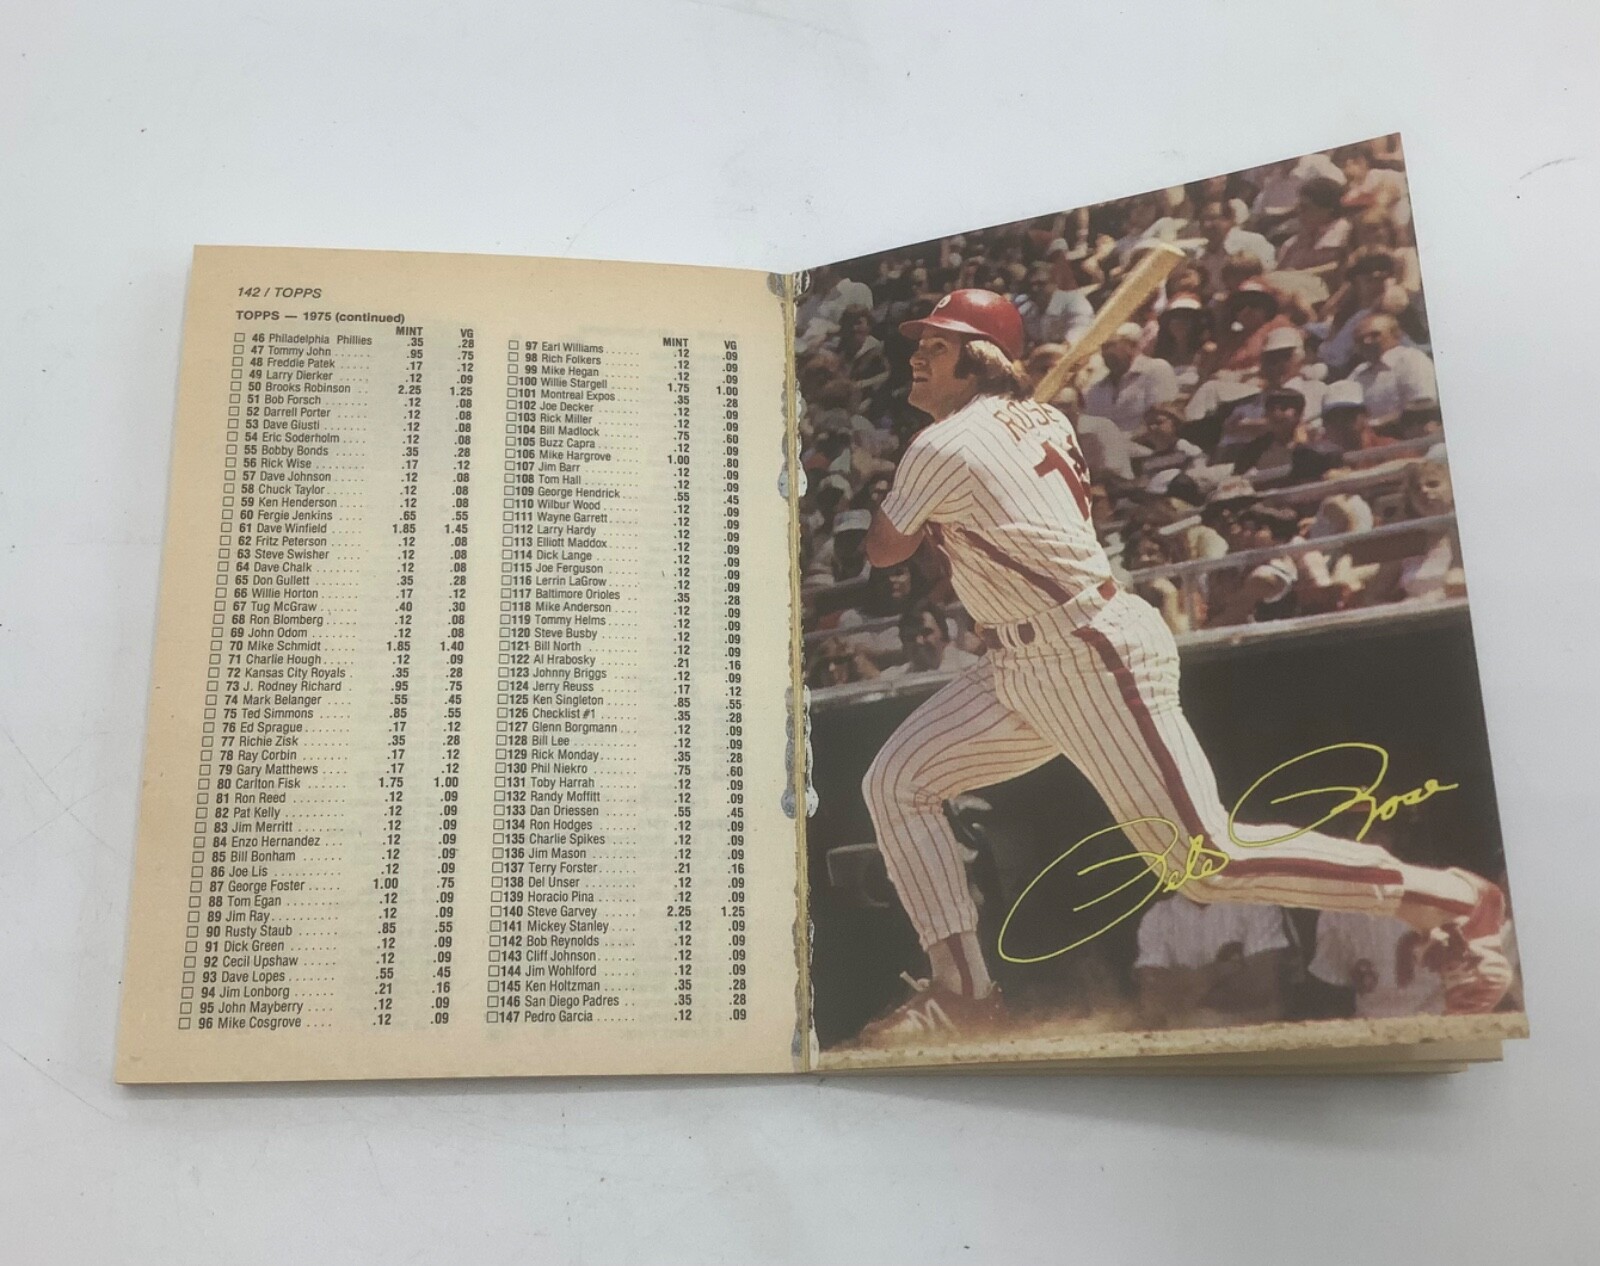 142 / TOPPS
TOPPS — 1975 (continued)
MINT VG
☐ 46 Philadelphia Phillies .35 .28
☐ 47 Tommy John ...... .95 .75
☐ 48 Freddie Patek .17 .12
☐ 49 Larry Dierker .12 .09
☐ 50 Brooks Robinson .. 2.25 1.25
☐ 51 Bob Forsch ....... .12 .08
☐ 52 Darrell Porter .12 .08
☐ 53 Dave Giusti .12 .08
☐ 54 Eric Soderholm .... .12 .08
☐ 55 Bobby Bonds .35 .28
☐ 56 Rick Wise ........ .17 .12
☐ 57 Dave Johnson..... .12 .08
☐ 58 Chuck Taylor..... .12 .08
☐ 59 Ken Henderson .12 .08
☐ 60 Fergie Jenkins .65 .55
☐ 61 Dave Winfield . 1.85 1.45
☐ 62 Fritz Peterson .12 .08
☐ 63 Steve Swisher .12 .08
☐ 64 Dave Chalk ....... .12 .08
☐ 65 Don Gullett .35 .28
☐ 66 Willie Horton .17 .12
☐ 67 Tug McGraw ...... .40 .30
☐ 68 Ron Blomberg..... .12 .08
☐ 69 John Odom ....... .12 .08
☐ 70 Mike Schmidt ..... 1.85 1.40
☐ 71 Charlie Hough..... .12 .09
☐ 72 Kansas City Royals . .35 .28
☐ 73 J. Rodney Richard . .95 .75
☐ 74 Mark Belanger .... .55 .45
☐ 75 Ted Simmons ..... .85 .55
☐ 76 Ed Sprague....... .17 .12
☐ 77 Richie Zisk ....... .35 .28
☐ 78 Ray Corbin ....... .17 .12
☐ 79 Gary Matthews .... .17 .12
☐ 80 Carlton Fisk ...... 1.75 1.00
☐ 81 Ron Reed ........ .12 .09
☐ 82 Pat Kelly ........ .12 .09
☐ 83 Jim Merritt ....... .12 .09
☐ 84 Enzo Hernandez ... .12 .09
☐ 85 Bill Bonham ...... .12 .09
☐ 86 Joe Lis .......... .12 .09
☐ 87 George Foster ..... 1.00 .75
☐ 88 Tom Egan ........ .12 .09
☐ 89 Jim Ray.......... .12 .09
☐ 90 Rusty Staub ...... .85 .55
☐ 91 Dick Green ....... .12 .09
☐ 92 Cecil Upshaw ..... .12 .09
☐ 93 Dave Lopes ....... .55 .45
☐ 94 Jim Lonborg ...... .21 .16
☐ 95 John Mayberry .... .12 .09
☐ 96 Mike Cosgrove .... .12 .09
MINT VG
☐ 97 Earl Williams...... .12 .09
☐ 98 Rich Folkers .12 .09
☐ 99 Mike Hegan .12 .09
☐100 Willie Stargell ..... 1.75 1.00
☐101 Montreal Expos .... .35 .28
☐102 Joe Decker .12 .09
☐103 Rick Miller .12 .09
☐104 Bill Madlock .75 .60
☐105 Buzz Capra .12 .09
☐106 Mike Hargrove .... 1.00 .80
☐107 Jim Barr .12 .09
☐108 Tom Hall .12 .09
☐109 George Hendrick .55 .45
☐110 Wilbur Wood..... .12 .09
☐111 Wayne Garrett .12 .09
☐112 Larry Hardy .12 .09
☐113 Elliott Maddox .12 .09
☐114 Dick Lange .12 .09
☐115 Joe Ferguson .12 .09
☐116 Lerrin LaGrow .12 .09
☐117 Baltimore Orioles .. .35 .28
☐118 Mike Anderson .12 .09
☐119 Tommy Helms..... .12 .09
☐120 Steve Busby .12 .09
☐121 Bill North .12 .09
☐122 Al Hrabosky .21 .16
☐123 Johnny Briggs .12 .09
☐124 Jerry Reuss .17 .12
☐125 Ken Singleton .85 .55
☐126 Checklist #1 ...... .35 .28
☐127 Glenn Borgmann ... .12 .09
☐128 Bill Lee .12 .09
☐129 Rick Monday..... .35 .28
☐130 Phil Niekro ...... .75 .60
☐131 Toby Harrah ..... .12 .09
☐132 Randy Moffitt .12 .09
☐133 Dan Driessen ..... .55 .45
☐134 Ron Hodges ...... .12 .09
☐135 Charlie Spikes .... .12 .09
☐136 Jim Mason ...... .12 .09
☐137 Terry Forster...... .21 .16
☐138 Del Unser ....... .12 .09
☐139 Horacio Pina ..... .12 .09
☐140 Steve Garvey ..... 2.25 1.25
☐141 Mickey Stanley.... .12 .09
☐142 Bob Reynolds ..... .12 .09
☐143 Cliff Johnson...... .12 .09
☐144 Jim Wohlford ..... .12 .09
☐145 Ken Holtzman .... .35 .28
☐146 San Diego Padres .. .35 .28
☐147 Pedro Garcia ...... .12 .09
P
ROSE
Pete Rose